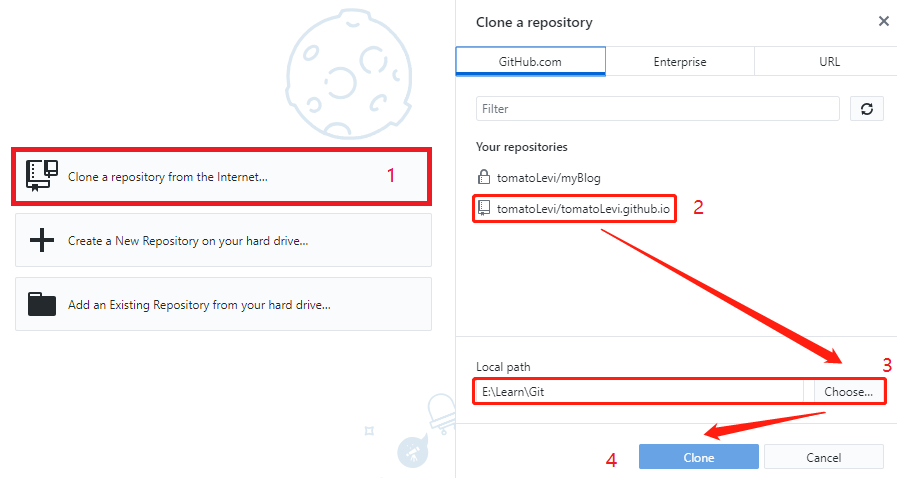 Clone a repository from the Internet...
1
Create a New Repository on your hard drive...
Add an Existing Repository from your hard drive...
Clone a repository
GitHub.com
Enterprise
URL
Filter
Your repositories
tomatoLevi/myBlog
tomatoLevi/tomatoLevi.github.io
2
3
Local path
E:\Learn\Git
Choose...
4
Clone
Cancel